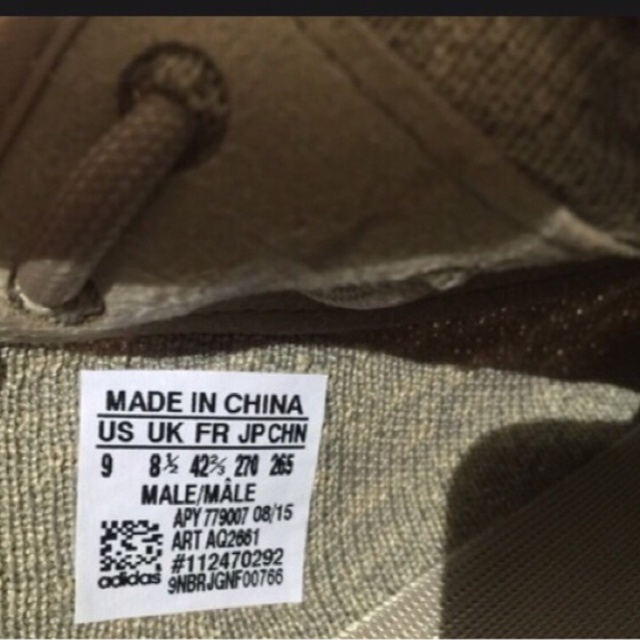 MADE IN CHINA
US UK FR JP CHN
9 8½ 42⅔ 270 265
MALE/MÂLE
APY 779007 08/15
ART AQ2661
#112470292
adidas 9NBRJGNF00766